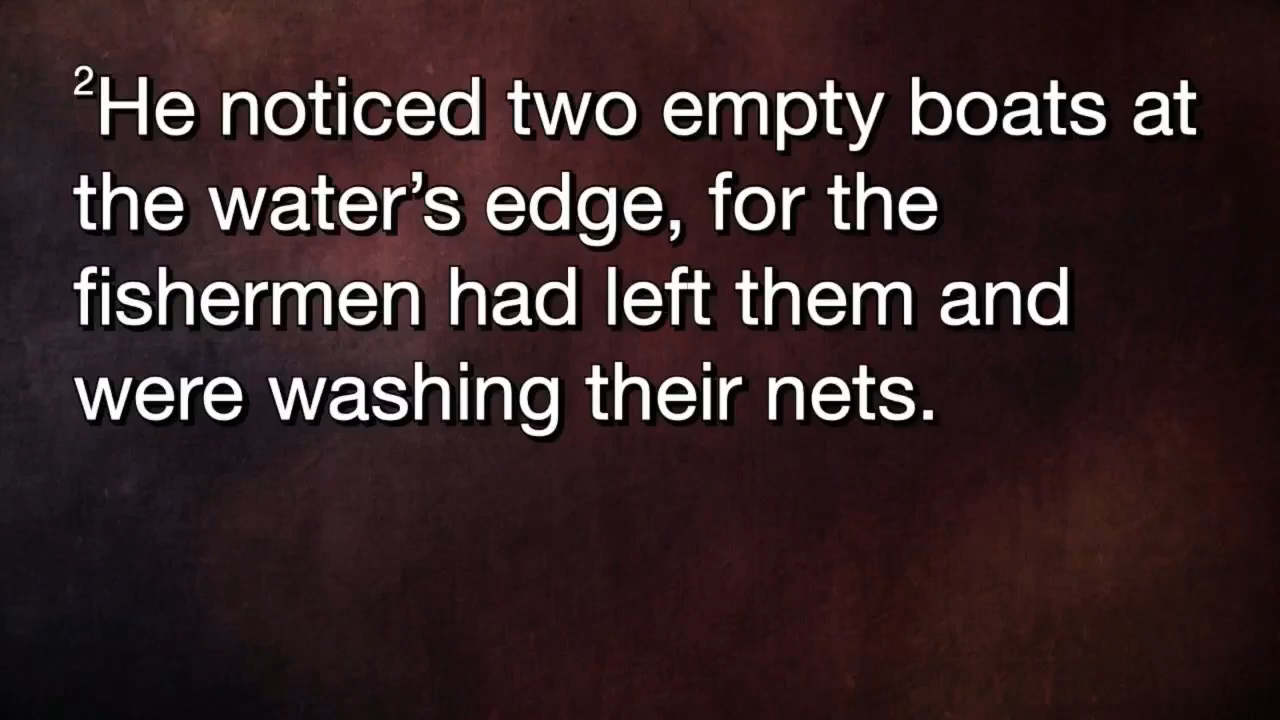 ²He noticed two empty boats at
the water’s edge, for the
fishermen had left them and
were washing their nets.